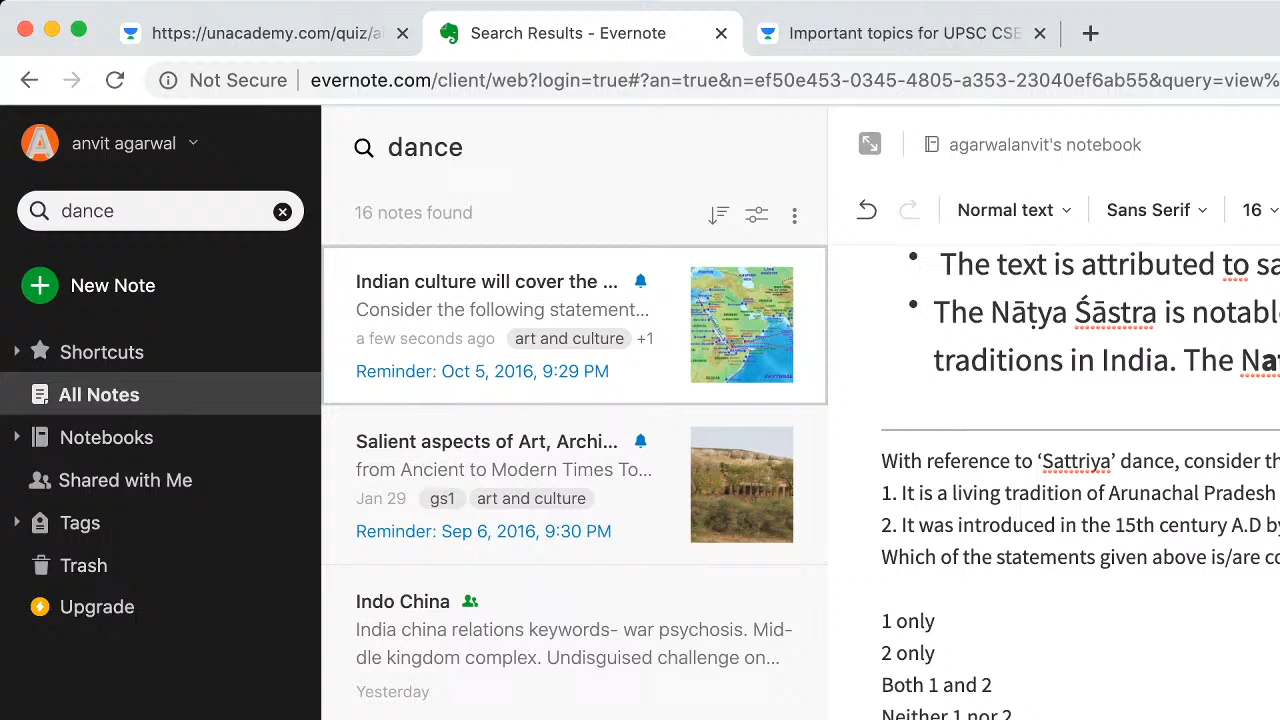 https://unacademy.com/quiz/al
Search Results - Evernote
Important topics for UPSC CSE
Not Secure
evernote.com/client/web?login=true#?an=true&n=ef50e453-0345-4805-a353-23040ef6ab55&query=view%
A
anvit agarwal
dance
New Note
Shortcuts
All Notes
Notebooks
Shared with Me
Tags
Trash
Upgrade
dance
16 notes found
Indian culture will cover the ...
Consider the following statement...
a few seconds ago art and culture +1
Reminder: Oct 5, 2016, 9:29 PM
Salient aspects of Art, Archi...
from Ancient to Modern Times To...
Jan 29 gs1 art and culture
Reminder: Sep 6, 2016, 9:30 PM
Indo China
India china relations keywords- war psychosis. Mid-
dle kingdom complex. Undisguised challenge on...
Yesterday
agarwalanvit's notebook
Normal text
Sans Serif
16
• The text is attributed to sa
• The Nāṭya Śāstra is notabl
traditions in India. The Na
With reference to ‘Sattriya’ dance, consider th
1. It is a living tradition of Arunachal Pradesh
2. It was introduced in the 15th century A.D by
Which of the statements given above is/are co
1 only
2 only
Both 1 and 2
Neither 1 nor 2